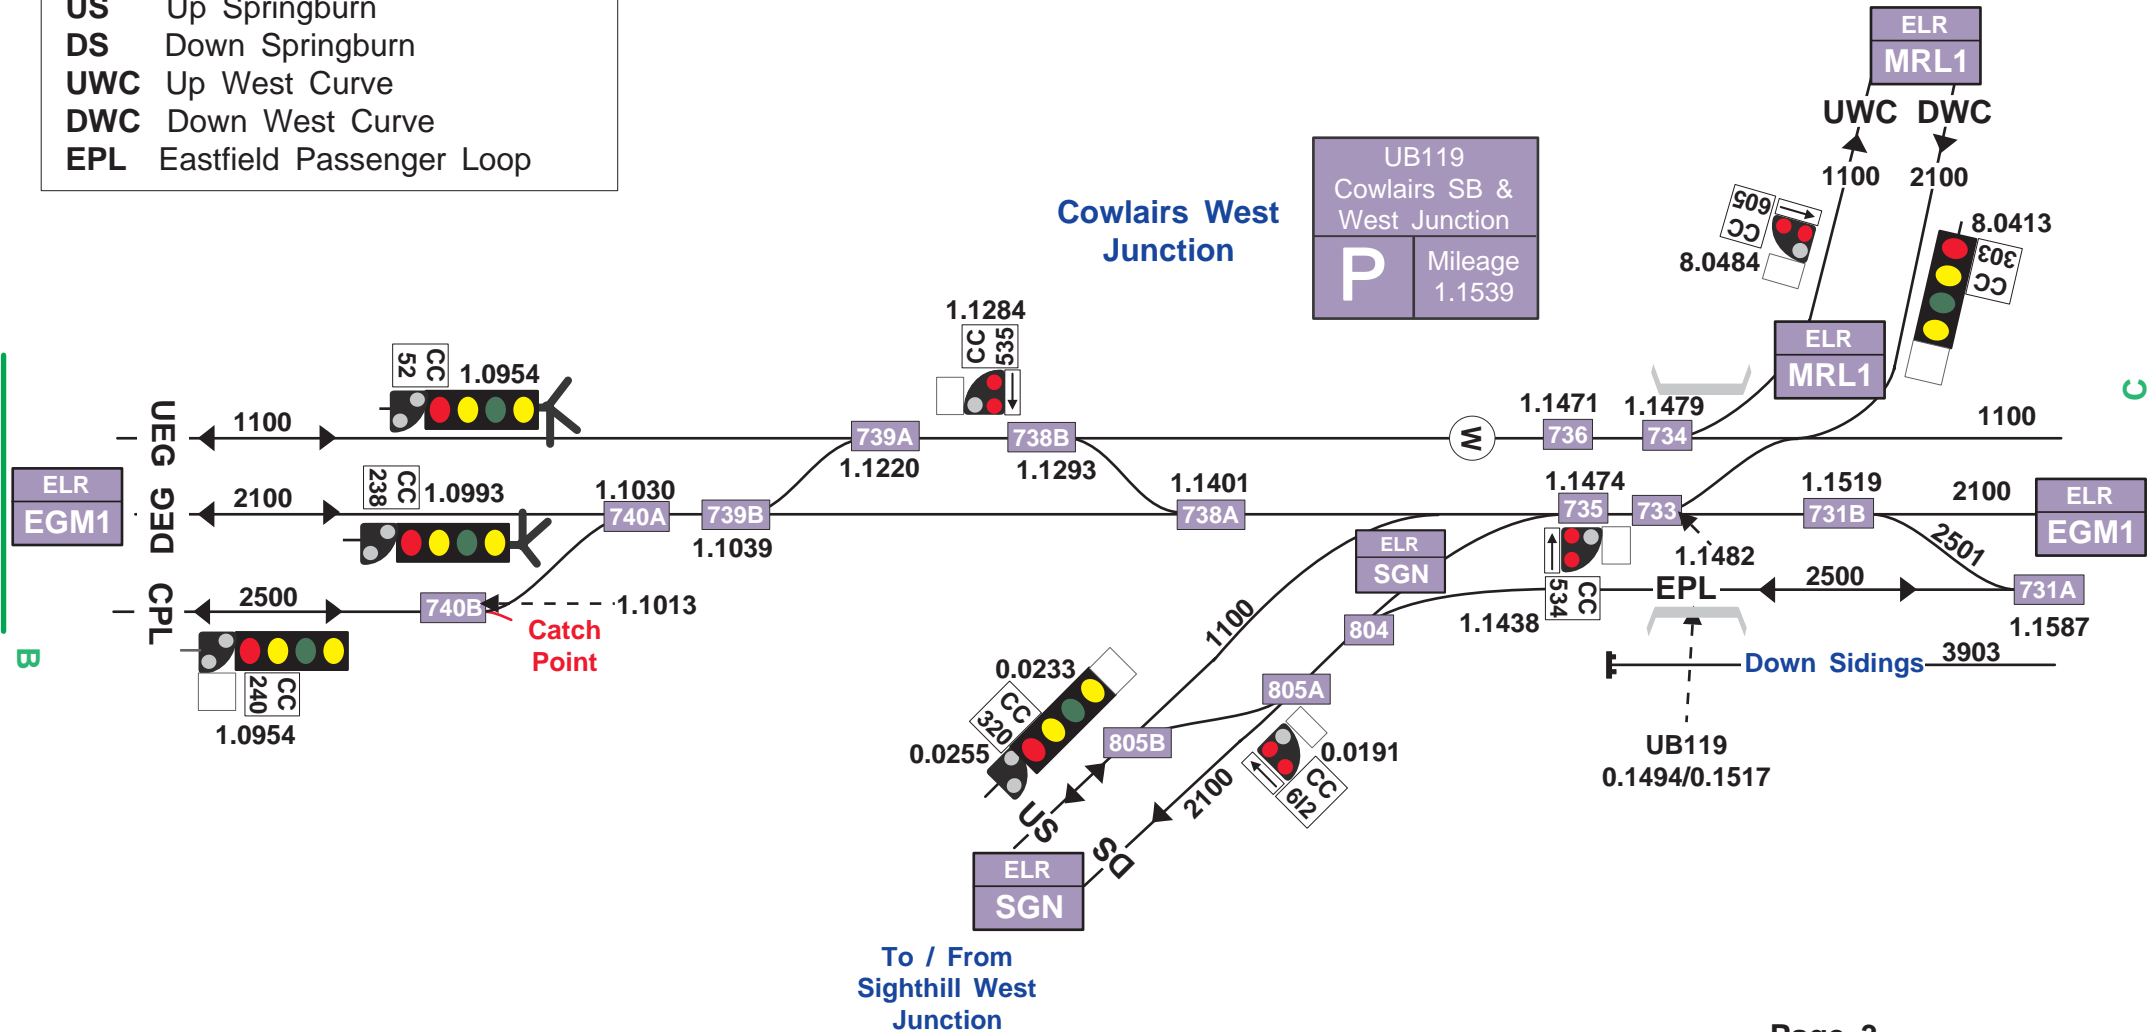 US Up Springburn
DS Down Springburn
UWC Up West Curve
DWC Down West Curve
EPL Eastfield Passenger Loop
ELR
MRL1
UWC DWC
1100 2100
UB119
Cowlairs SB &
West Junction
P
Mileage
1.1539
Cowlairs West
Junction
CC
605
8.0484
8.0413
CC
303
ELR
MRL1
C
1.1284
CC
535
CC
52
1.0954
UEG
1100
739A
1.1220
738B
1.1293
W
1.1471
736
1.1479
734
1100
ELR
EGM1
DEG
2100
CC
238
1.0993
1.1030
740A
739B
1.1039
1.1401
738A
1.1474
735
733
1.1482
1.1519
731B
2100
2501
ELR
EGM1
ELR
SGN
CC
534
EPL
2500
731A
1.1587
CPL
2500
740B
1.1013
Catch
Point
B
CC
240
1.0954
1100
804
1.1438
Down Sidings 3903
0.0233
CC
320
0.0255
805A
805B
0.0191
CC
612
2100
UB119
0.1494/0.1517
US
DS
ELR
SGN
To / From
Sighthill West
Junction